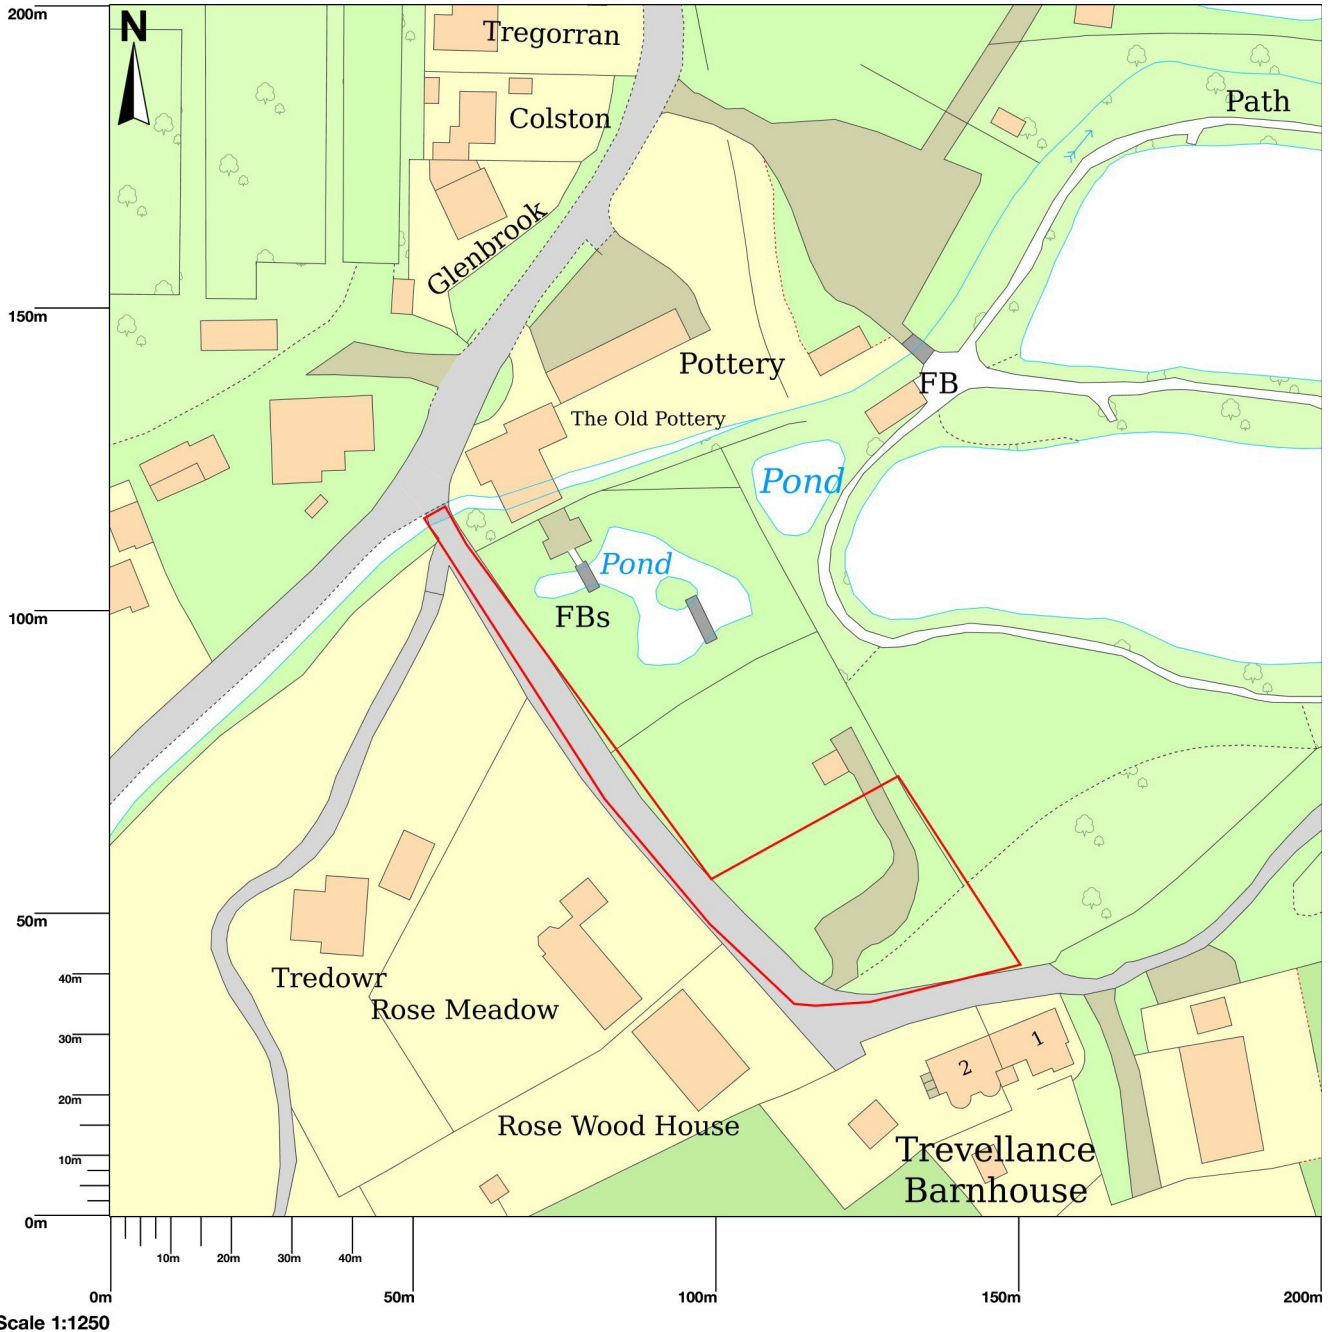 200m
N
Tregorran
Colston
Path
Glenbrook
150m
Pottery
FB
The Old Pottery
Pond
Pond
FBs
100m
50m
40m
Tredowr
Rose Meadow
30m
1
2
20m
Rose Wood House
Trevellance
Barnhouse
10m
0m
10m 20m 30m 40m
0m 50m 100m 150m 200m
Scale 1:1250